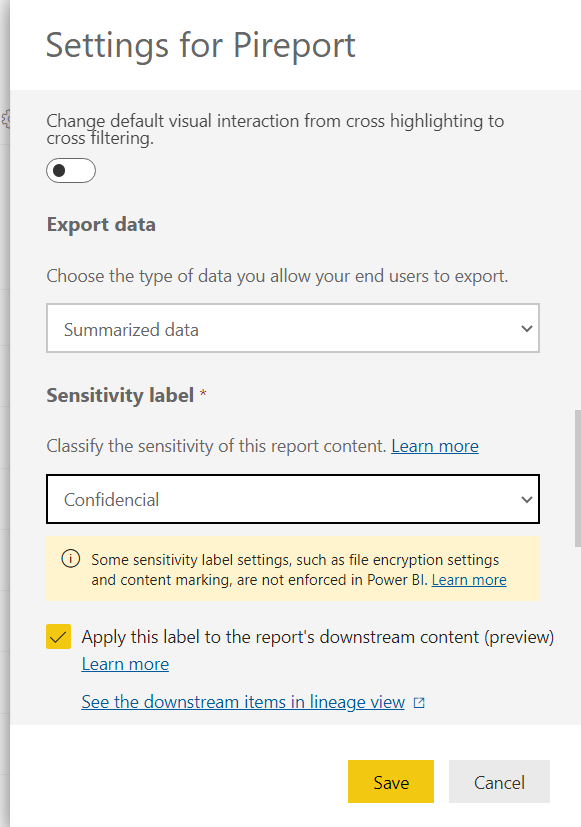 Settings for Pireport
Change default visual interaction from cross highlighting to
cross filtering.
Export data
Choose the type of data you allow your end users to export.
Summarized data
Sensitivity label *
Classify the sensitivity of this report content. Learn more
Confidencial
Some sensitivity label settings, such as file encryption settings
and content marking, are not enforced in Power BI. Learn more
Apply this label to the report's downstream content (preview)
Learn more
See the downstream items in lineage view
Save Cancel